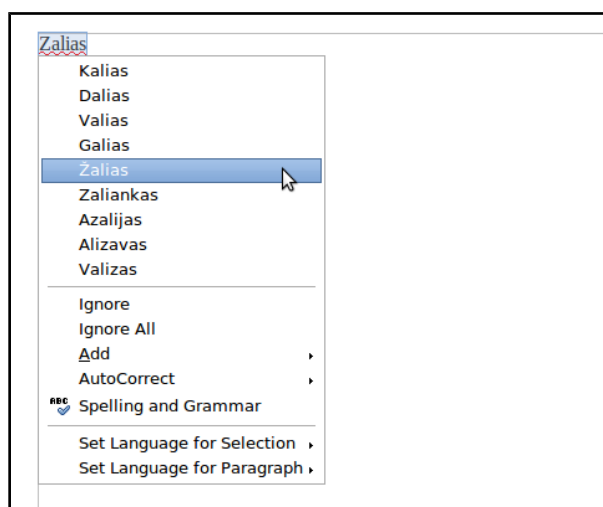 Zalias
Kalias
Dalias
Valias
Galias
Žalias
Zaliankas
Azalijas
Alizavas
Valizas
Ignore
Ignore All
Add
AutoCorrect
ABC Spelling and Grammar
Set Language for Selection
Set Language for Paragraph